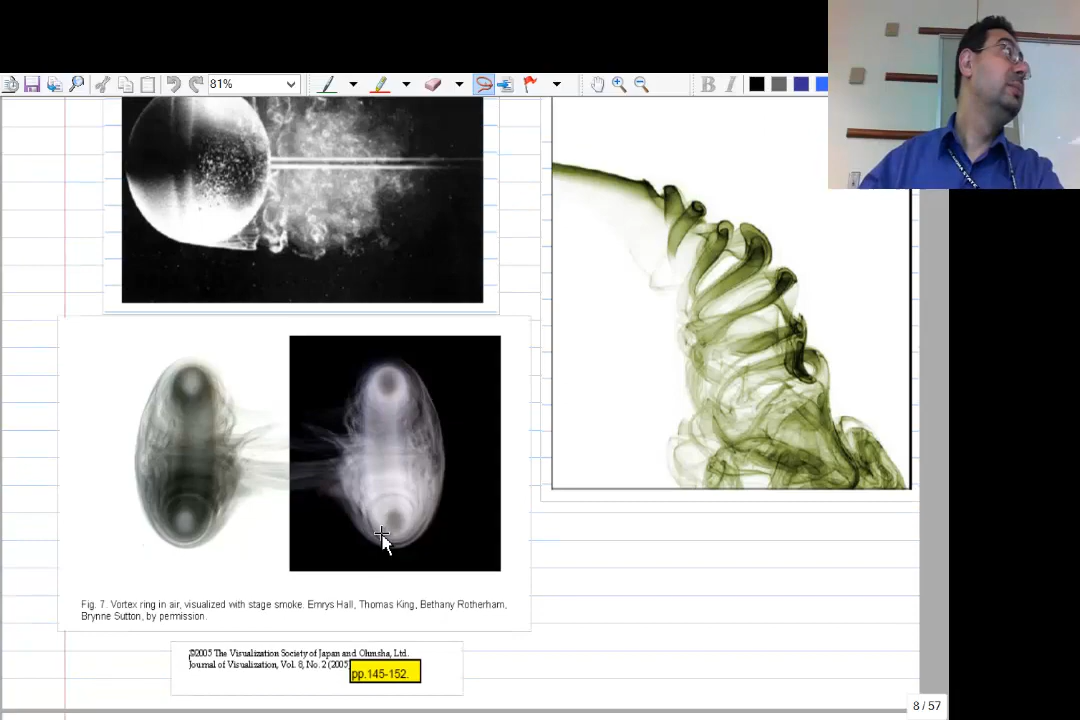 81%
B I
Fig. 7. Vortex ring in air, visualized with stage smoke. Emrys Hall, Thomas King, Bethany Rotherham,
Brynne Sutton, by permission.
©2005 The Visualization Society of Japan and Ohmsha, Ltd.
Journal of Visualization, Vol. 8, No. 2 (2005)
pp.145-152.
8 / 57